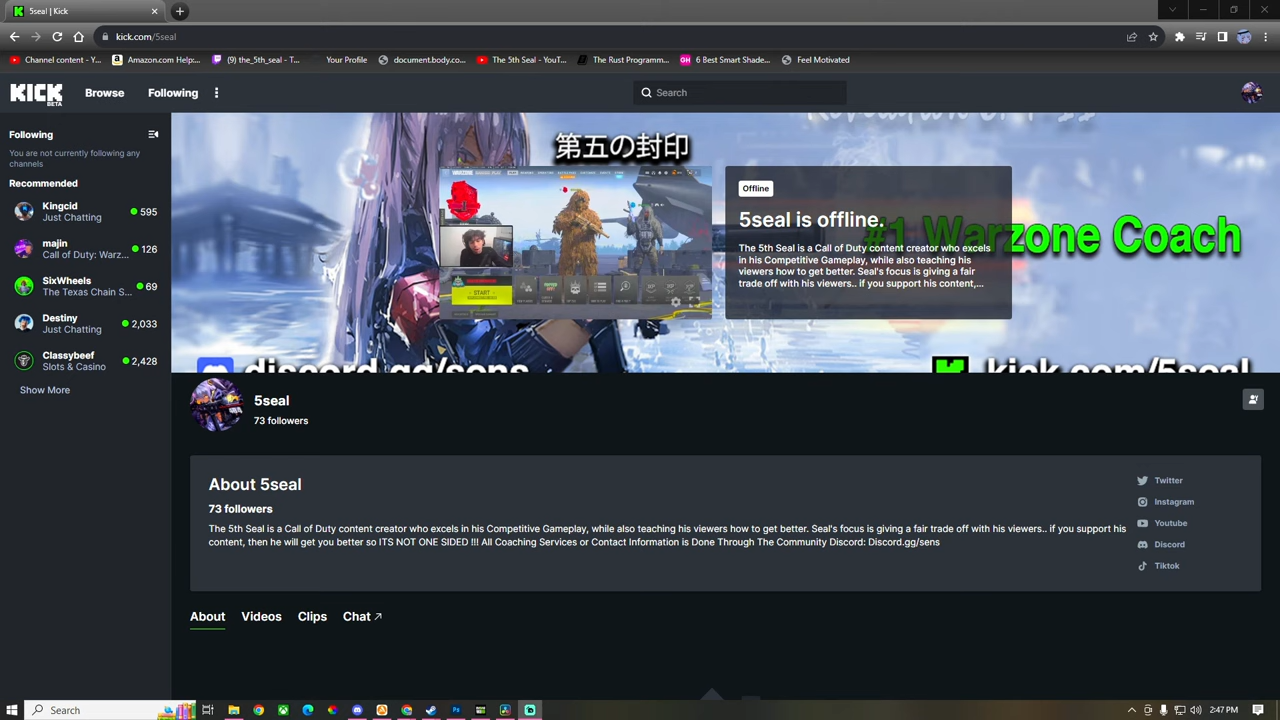 5seal | Kick
kick.com/5seal
Channel content - Y...
Amazon.com Help:...
(9) the_5th_seal - T...
Your Profile
document.body.co...
The 5th Seal - YouT...
The Rust Programm...
GH
6 Best Smart Shade...
Feel Motivated
KICK
BETA
Browse
Following
Search
Following
You are not currently following any
channels
Recommended
Kingcid
Just Chatting
595
majin
Call of Duty: Warz...
126
SixWheels
The Texas Chain S...
69
Destiny
Just Chatting
2,033
Classybeef
Slots & Casino
2,428
Show More
第五の封印
#1 Warzone Coach
WARZONE
START
Offline
5seal is offline.
The 5th Seal is a Call of Duty content creator who excels
in his Competitive Gameplay, while also teaching his
viewers how to get better. Seal's focus is giving a fair
trade off with his viewers.. if you support his content,...
discord.gg/sens
kick.com/5seal
5seal
73 followers
About 5seal
73 followers
The 5th Seal is a Call of Duty content creator who excels in his Competitive Gameplay, while also teaching his viewers how to get better. Seal's focus is giving a fair trade off with his viewers.. if you support his
content, then he will get you better so ITS NOT ONE SIDED !!! All Coaching Services or Contact Information is Done Through The Community Discord: Discord.gg/sens
Twitter
Instagram
Youtube
Discord
Tiktok
About
Videos
Clips
Chat
Search
2:47 PM